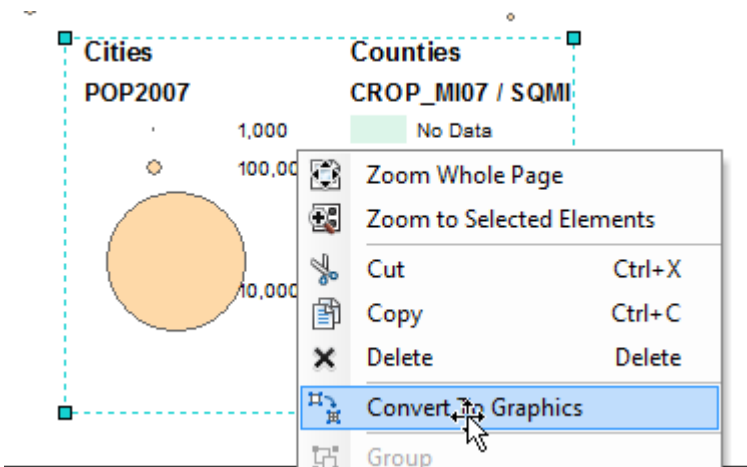 Cities Counties
POP2007 CROP_MI07 / SQMI
1,000 No Data
100,00
10,000
Zoom Whole Page
Zoom to Selected Elements
Cut Ctrl+X
Copy Ctrl+C
Delete Delete
Convert To Graphics
Group